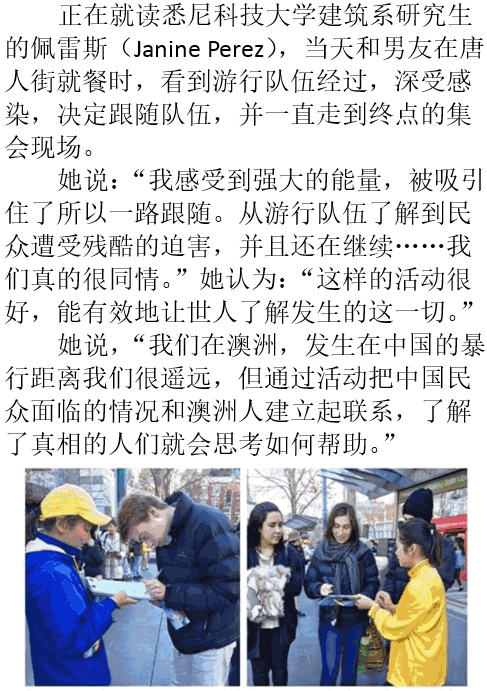 正在就读悉尼科技大学建筑系研究生
的佩雷斯（Janine Perez），当天和男友在唐
人街就餐时，看到游行队伍经过，深受感
染，决定跟随队伍，并一直走到终点的集
会现场。
她说：“我感受到强大的能量，被吸引
住了所以一路跟随。从游行队伍了解到民
众遭受残酷的迫害，并且还在继续……我
们真的很同情。”她认为：“这样的活动很
好，能有效地让世人了解发生的这一切。”
她说，“我们在澳洲，发生在中国的暴
行距离我们很遥远，但通过活动把中国民
众面临的情况和澳洲人建立起联系，了解
了真相的人们就会思考如何帮助。”